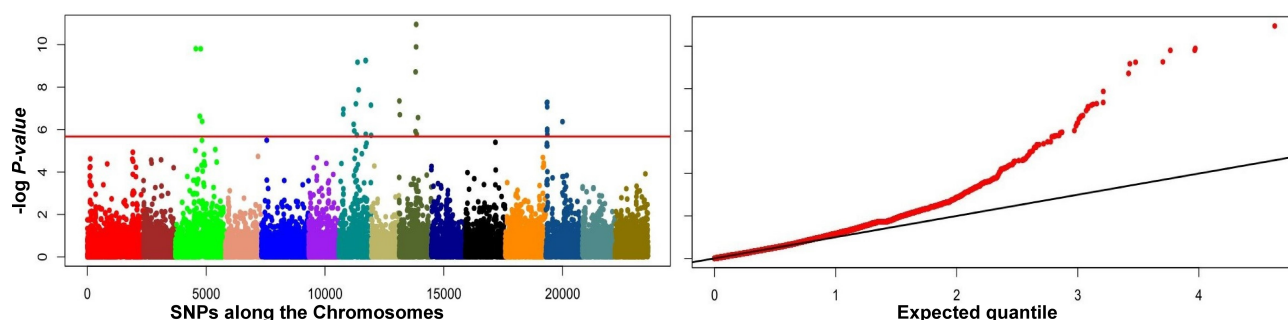 10
8
6
4
2
0
-log P-value
0 5000 10000 15000 20000
SNPs along the Chromosomes
0 1 2 3 4
Expected quantile